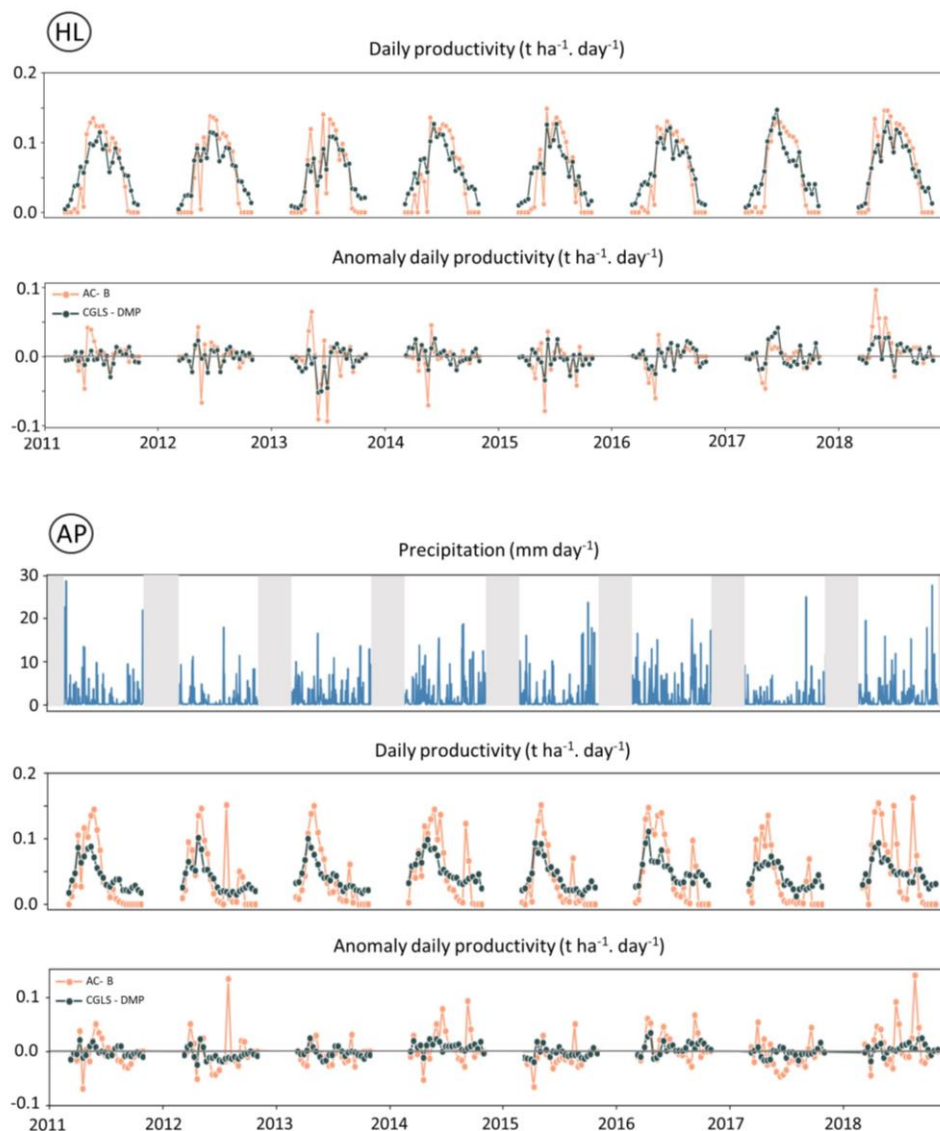 HL
Daily productivity (t ha⁻¹. day⁻¹)
0.2
0.1
0.0
Anomaly daily productivity (t ha⁻¹. day⁻¹)
0.1
AC- B
CGLS - DMP
0.0
-0.1
2011 2012 2013 2014 2015 2016 2017 2018
AP
Precipitation (mm day⁻¹)
30
20
10
0
Daily productivity (t ha⁻¹. day⁻¹)
0.2
0.1
0.0
Anomaly daily productivity (t ha⁻¹. day⁻¹)
AC- B
0.1
CGLS - DMP
0.0
-0.1
2011 2012 2013 2014 2015 2016 2017 2018